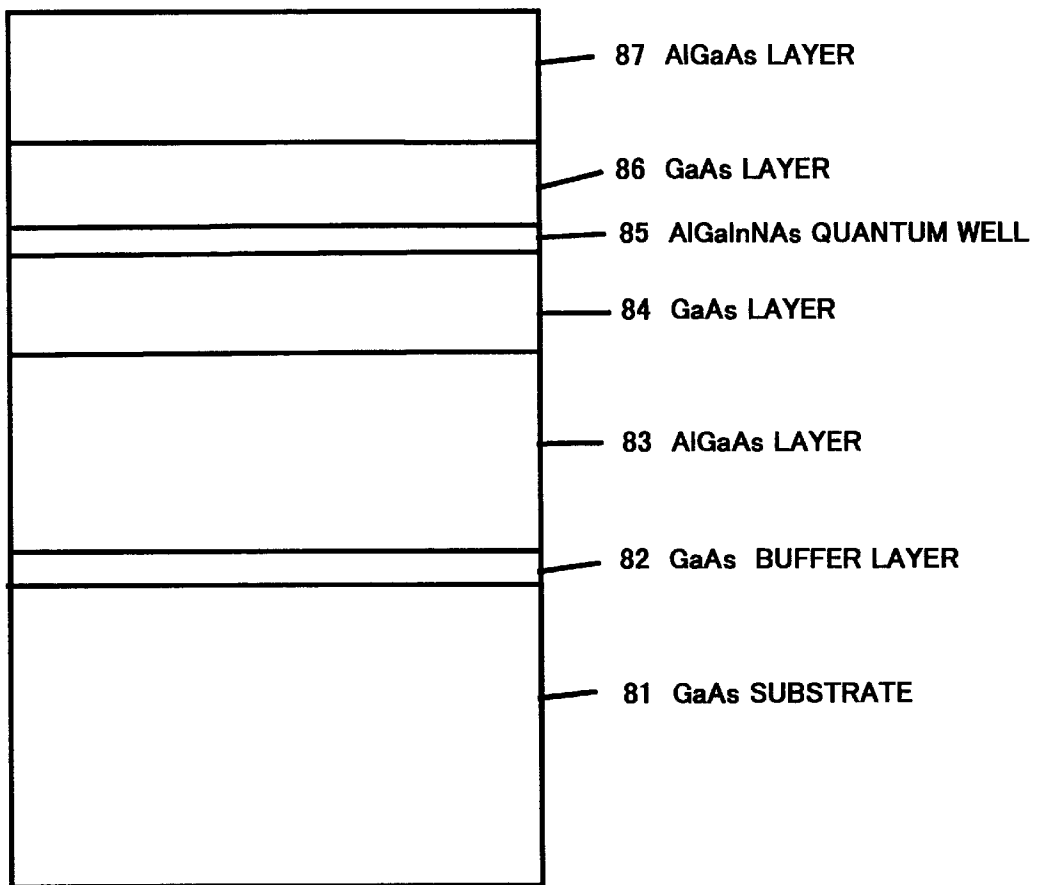 87 AlGaAs LAYER
86 GaAs LAYER
85 AlGaInNAs QUANTUM WELL
84 GaAs LAYER
83 AlGaAs LAYER
82 GaAs BUFFER LAYER
81 GaAs SUBSTRATE